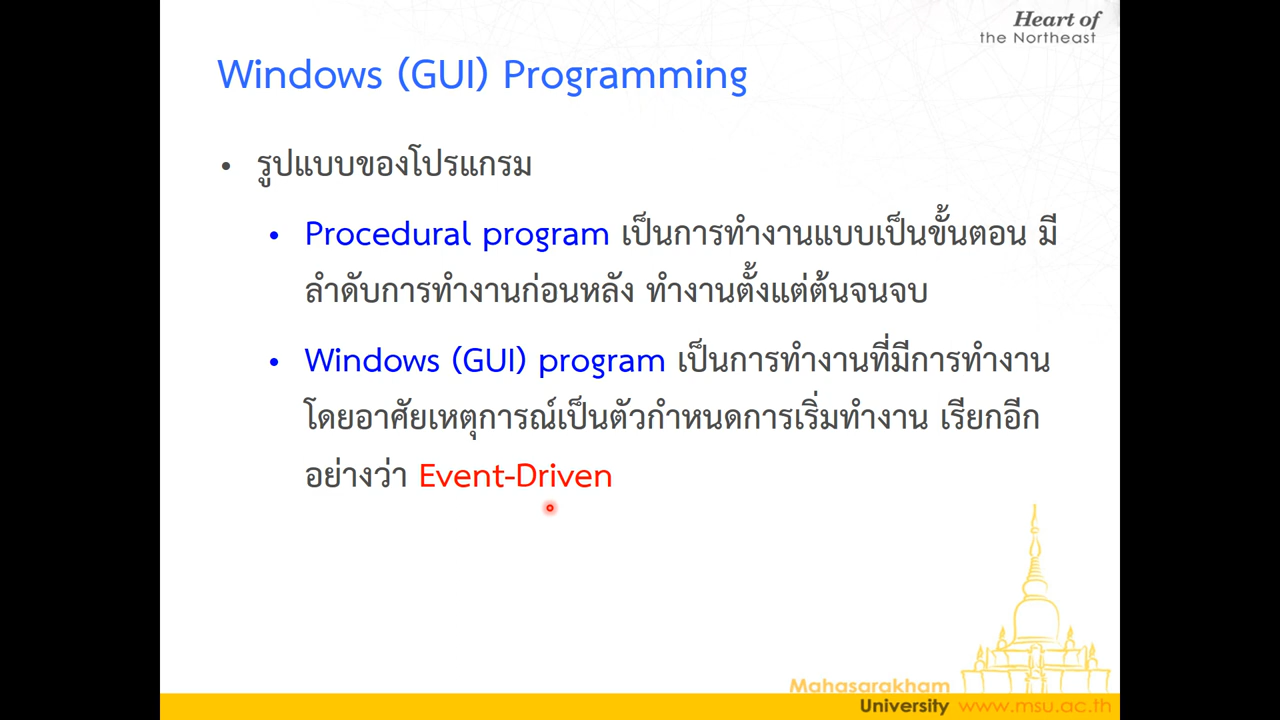 Heart of
the Northeast
Windows (GUI) Programming
• รูปแบบของโปรแกรม
• Procedural program เป็นการทำงานแบบเป็นขั้นตอน มี
ลำดับการทำงานก่อนหลัง ทำงานตั้งแต่ต้นจนจบ
• Windows (GUI) program เป็นการทำงานที่มีการทำงาน
โดยอาศัยเหตุการณ์เป็นตัวกำหนดการเริ่มทำงาน เรียกอีก
อย่างว่า Event-Driven
Mahasarakham
University www.msu.ac.th